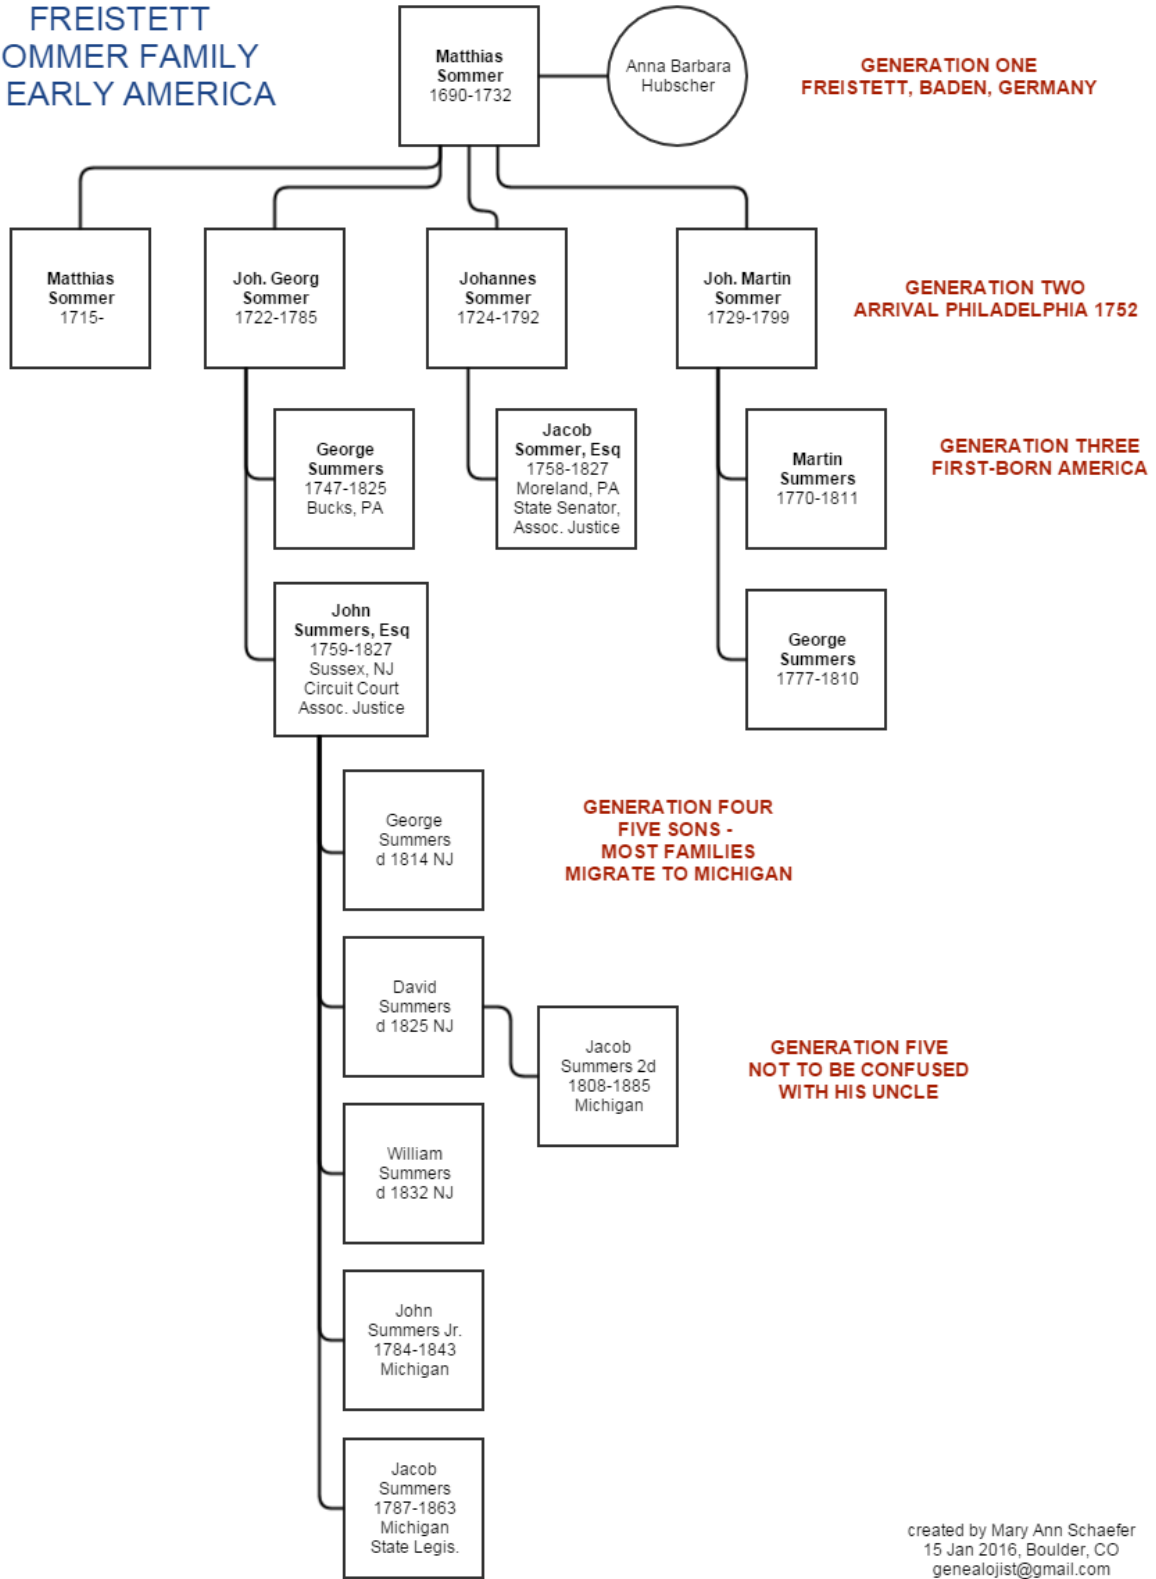 FREISTETT
OMMER FAMILY
EARLY AMERICA
Matthias
Sommer
1690-1732
Anna Barbara
Hubscher
GENERATION ONE
FREISTETT, BADEN, GERMANY
Matthias
Sommer
1715-
Joh. Georg
Sommer
1722-1785
Johannes
Sommer
1724-1792
Joh. Martin
Sommer
1729-1799
GENERATION TWO
ARRIVAL PHILADELPHIA 1752
George
Summers
1747-1825
Bucks, PA
Jacob
Sommer, Esq
1758-1827
Moreland, PA
State Senator,
Assoc. Justice
Martin
Summers
1770-1811
GENERATION THREE
FIRST-BORN AMERICA
John
Summers, Esq
1759-1827
Sussex, NJ
Circuit Court
Assoc. Justice
George
Summers
1777-1810
George
Summers
d 1814 NJ
GENERATION FOUR
FIVE SONS -
MOST FAMILIES
MIGRATE TO MICHIGAN
David
Summers
d 1825 NJ
Jacob
Summers 2d
1808-1885
Michigan
GENERATION FIVE
NOT TO BE CONFUSED
WITH HIS UNCLE
William
Summers
d 1832 NJ
John
Summers Jr.
1784-1843
Michigan
Jacob
Summers
1787-1863
Michigan
State Legis.
created by Mary Ann Schaefer
15 Jan 2016, Boulder, CO
genealojist@gmail.com